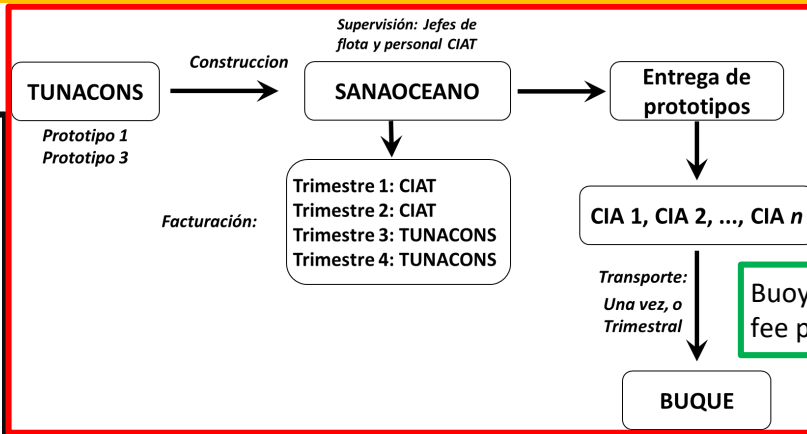 Supervisión: Jefes de
flota y personal CIAT
Construccion
TUNACONS
SANAOCEANO
Entrega de
prototipos
Prototipo 1
Prototipo 3
Facturación:
Trimestre 1: CIAT
Trimestre 2: CIAT
Trimestre 3: TUNACONS
Trimestre 4: TUNACONS
CIA 1, CIA 2, ..., CIA n
Transporte:
Una vez, o
Trimestral
Buoy
fee p
BUQUE